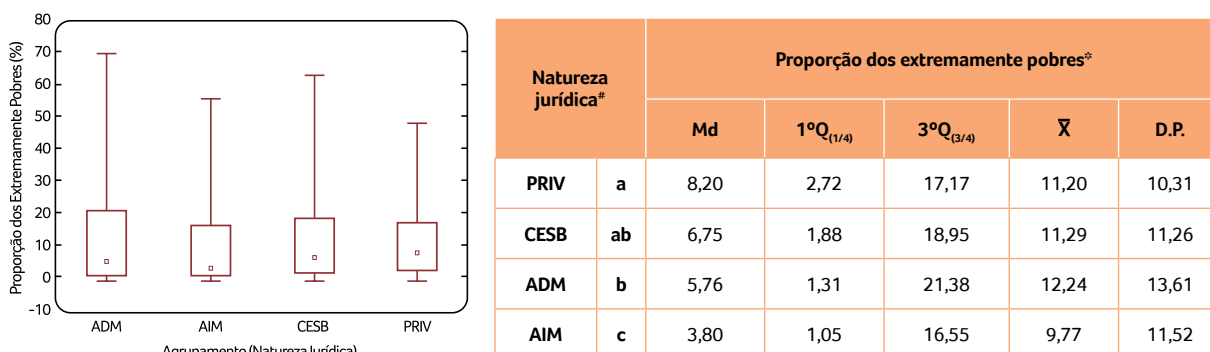 Proporção dos Extremamente Pobres (%)
80
70
60
50
40
30
20
10
0
-10
ADM AIM CESB PRIV
Agrupamento (Natureza Jurídica)
Natureza jurídica# Proporção dos extremamente pobres*
Md 1ºQ(1/4) 3ºQ(3/4) X̅ D.P.
PRIV a 8,20 2,72 17,17 11,20 10,31
CESB ab 6,75 1,88 18,95 11,29 11,26
ADM b 5,76 1,31 21,38 12,24 13,61
AIM c 3,80 1,05 16,55 9,77 11,52